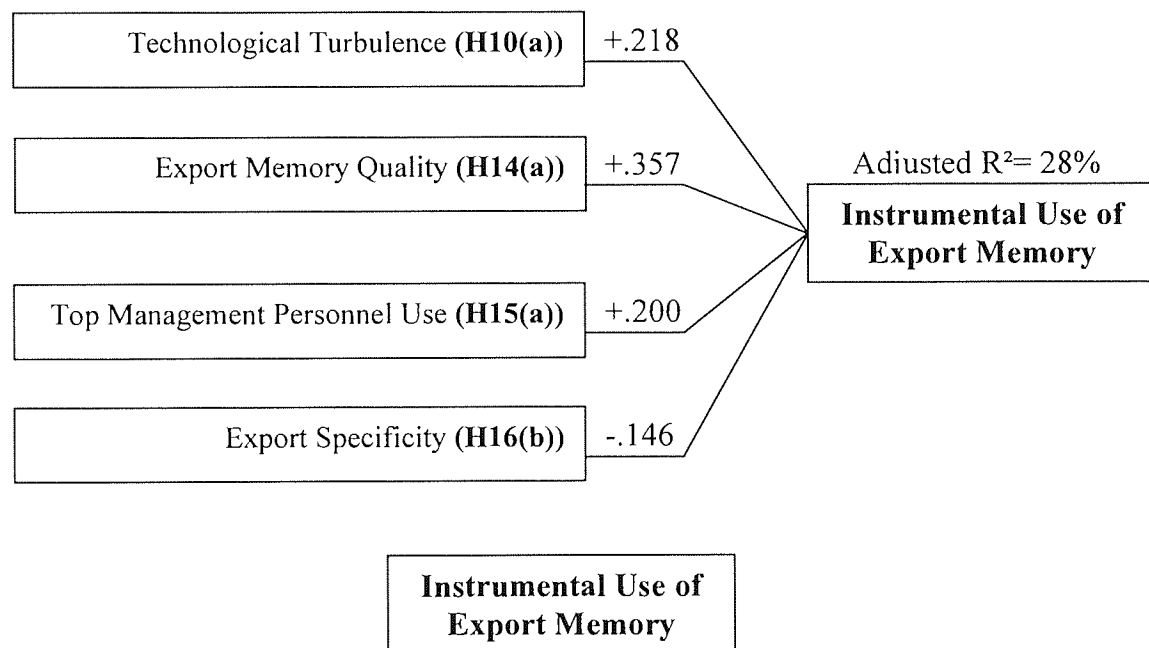 Technological Turbulence (H10(a))
+.218
Export Memory Quality (H14(a))
+.357
Adjusted R²= 28%
Instrumental Use of
Export Memory
Top Management Personnel Use (H15(a))
+.200
Export Specificity (H16(b))
-.146
Instrumental Use of
Export Memory